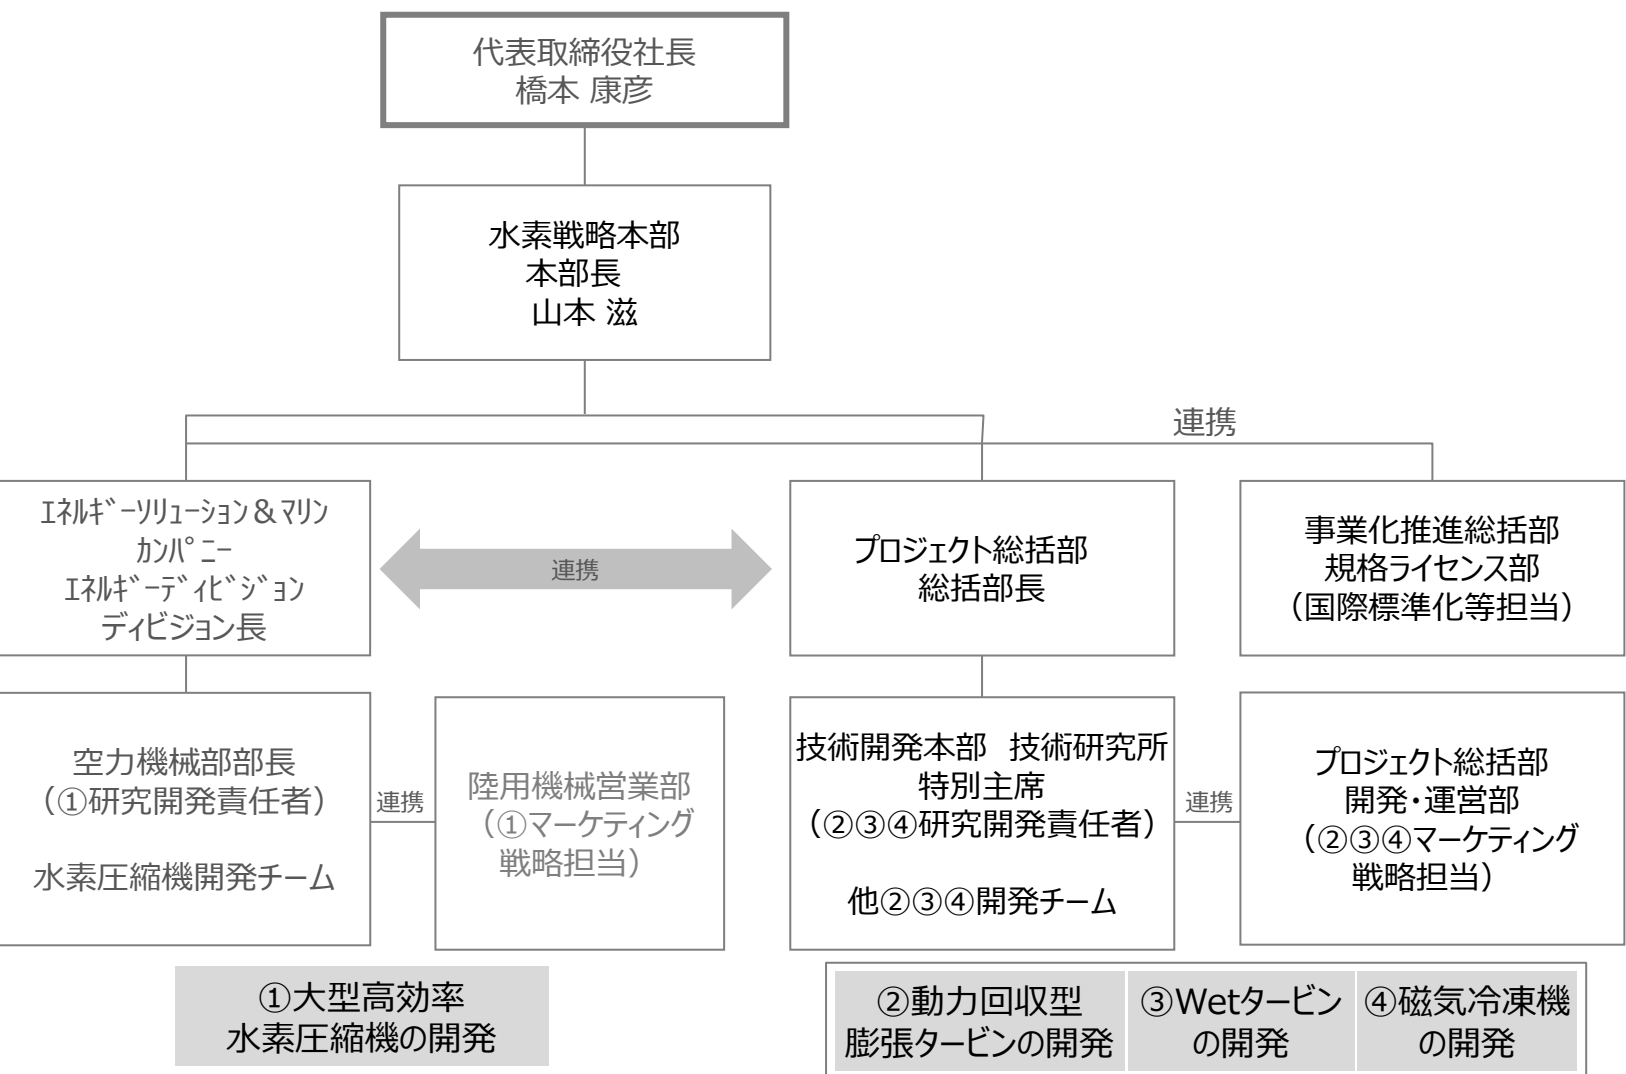 代表取締役社長
橋本 康彦
水素戦略本部
本部長
山本 滋
連携
ｴﾈﾙｷﾞｰｿﾘｭｰｼｮﾝ＆ﾏﾘﾝ
ｶﾝﾊﾟﾆｰ
ｴﾈﾙｷﾞｰﾃﾞｨﾋﾞｼﾞｮﾝ
ディビジョン長
連携
プロジェクト総括部
総括部長
事業化推進総括部
規格ライセンス部
（国際標準化等担当）
空力機械部部長
（①研究開発責任者）
水素圧縮機開発チーム
連携
陸用機械営業部
（①マーケティング
戦略担当）
技術開発本部　技術研究所
特別主席
（②③④研究開発責任者）
他②③④開発チーム
連携
プロジェクト総括部
開発・運営部
（②③④マーケティング
戦略担当）
①大型高効率
水素圧縮機の開発
②動力回収型
膨張タービンの開発
③Wetタービン
の開発
④磁気冷凍機
の開発